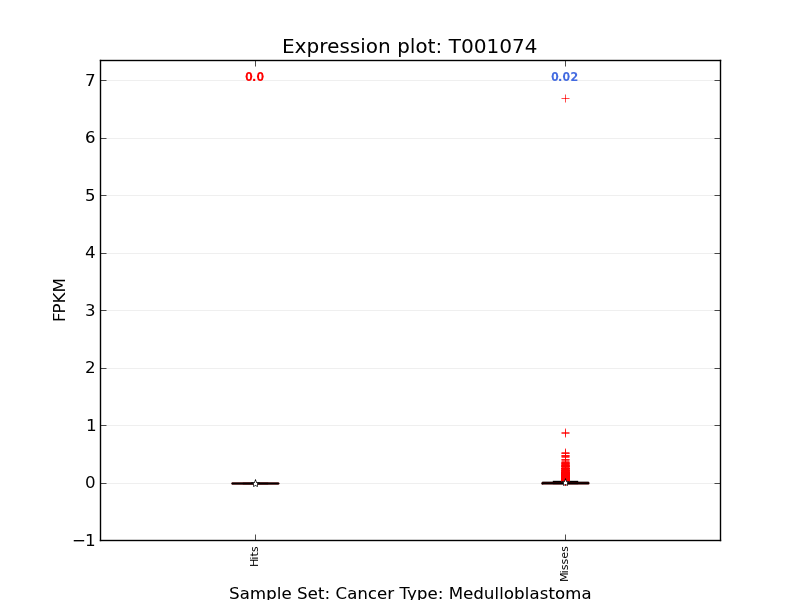 Expression plot: T001074
0.0
0.02
7
6
5
4
3
2
1
0
−1
FPKM
Hits
Misses
Sample Set: Cancer Type: Medulloblastoma